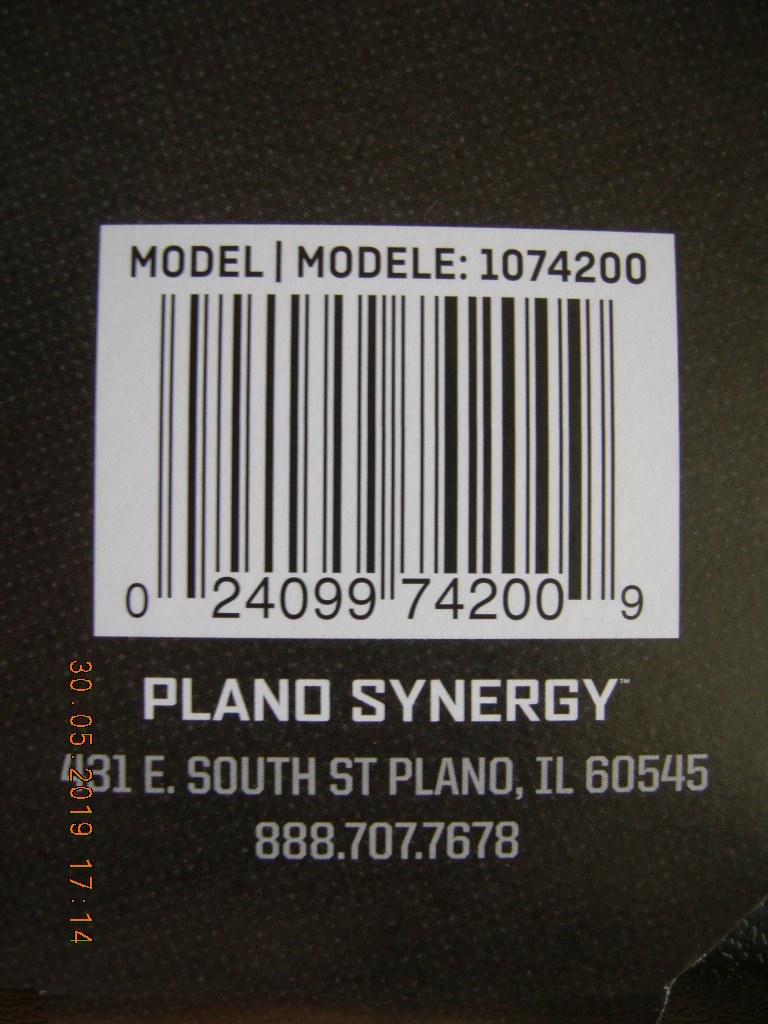 MODEL | MODELE: 1074200
0 24099 74200 9
PLANO SYNERGY™
431 E. SOUTH ST PLANO, IL 60545
888.707.7678
30.05.2019 17:14